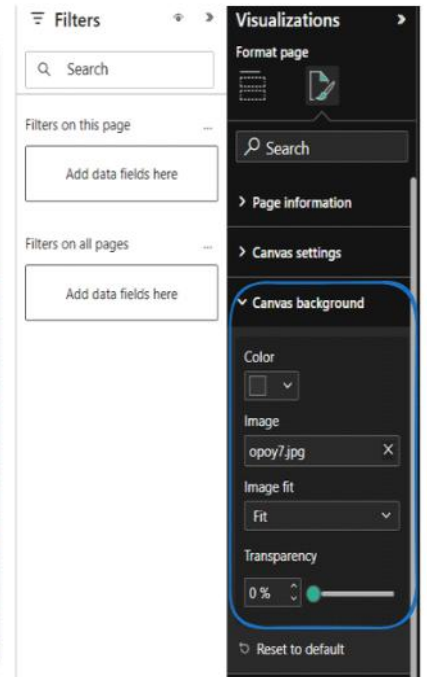 Filters
Search
Filters on this page
...
Add data fields here
Filters on all pages
...
Add data fields here
Visualizations
Format page
Search
Page information
Canvas settings
Canvas background
Color
Image
opoy7.jpg
Image fit
Fit
Transparency
0 %
Reset to default